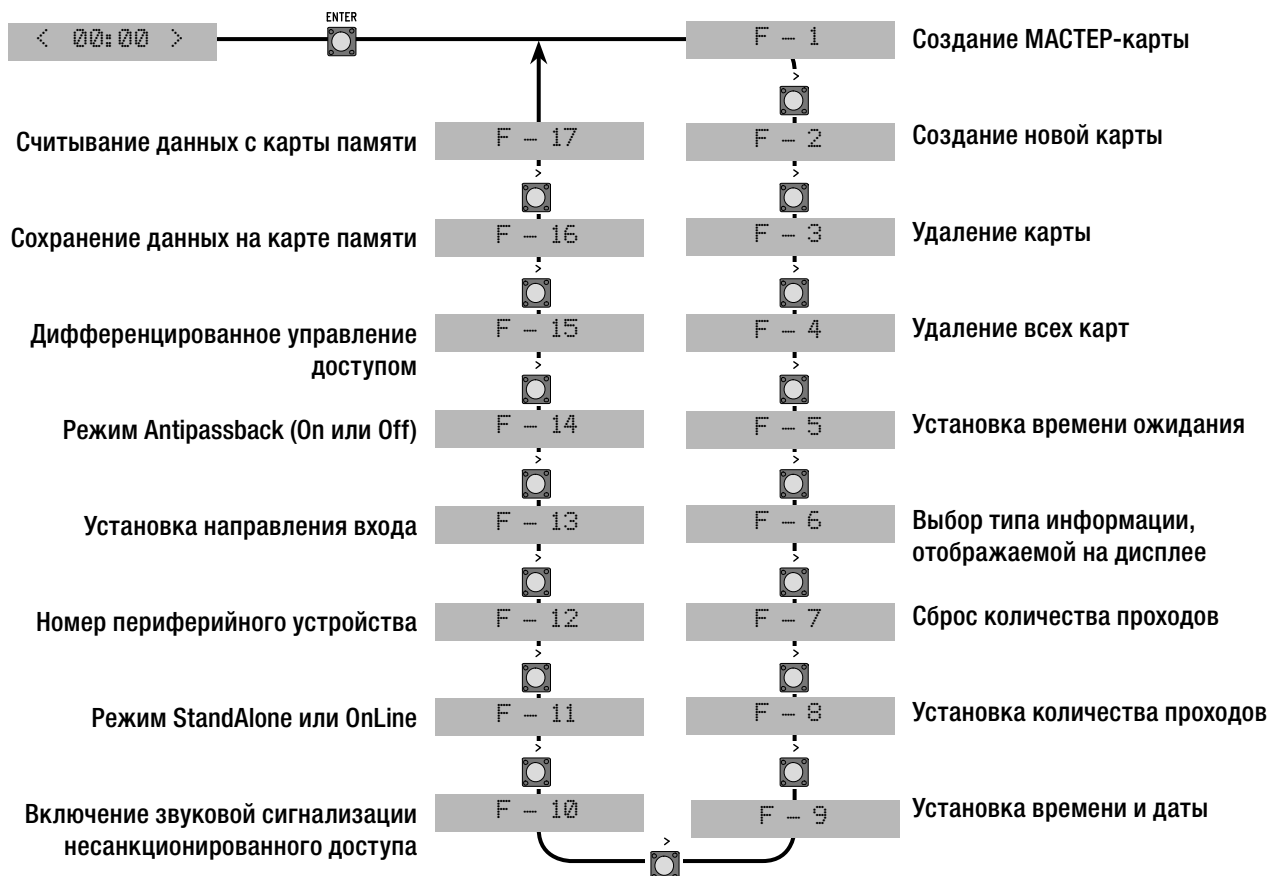 ENTER
< 00:00 >
F – 1
Создание МАСТЕР-карты
>
Считывание данных с карты памяти
F – 17
F – 2
Создание новой карты
>
>
Сохранение данных на карте памяти
F – 16
F – 3
Удаление карты
>
>
Дифференцированное управление
доступом
F – 15
F – 4
Удаление всех карт
>
>
Режим Antipassback (On или Off)
F – 14
F – 5
Установка времени ожидания
>
>
Установка направления входа
F – 13
F – 6
Выбор типа информации,
отображаемой на дисплее
>
>
Номер периферийного устройства
F – 12
F – 7
Сброс количества проходов
>
>
Режим StandAlone или OnLine
F – 11
F – 8
Установка количества проходов
>
>
Включение звуковой сигнализации
несанкционированного доступа
F – 10
F – 9
Установка времени и даты
>